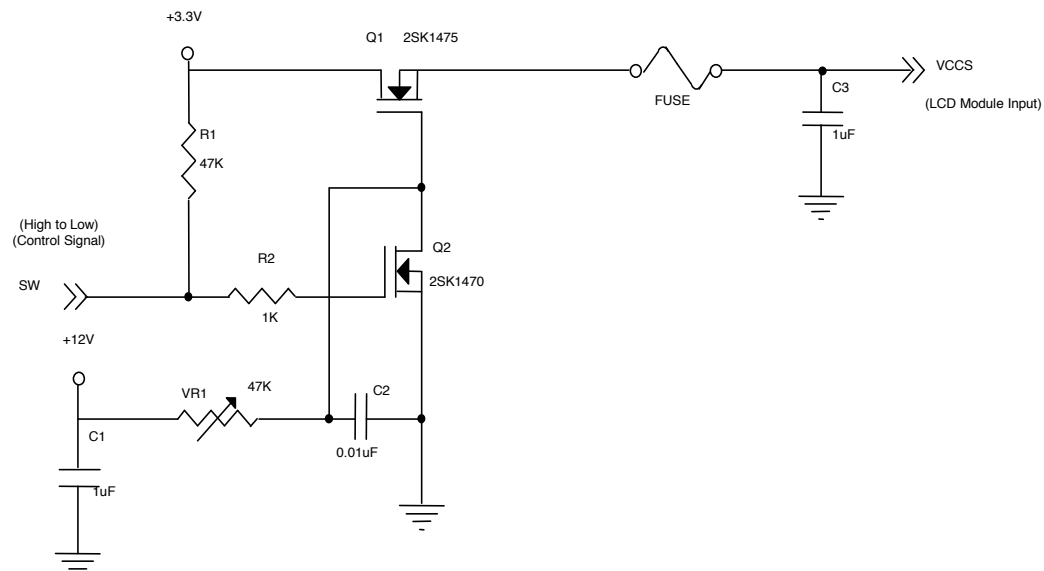 +3.3V
Q1 2SK1475
VCCS
FUSE
C3
(LCD Module Input)
1uF
R1
47K
(High to Low)
(Control Signal)
R2
Q2
2SK1470
SW
1K
+12V
VR1
47K
C2
C1
0.01uF
1uF